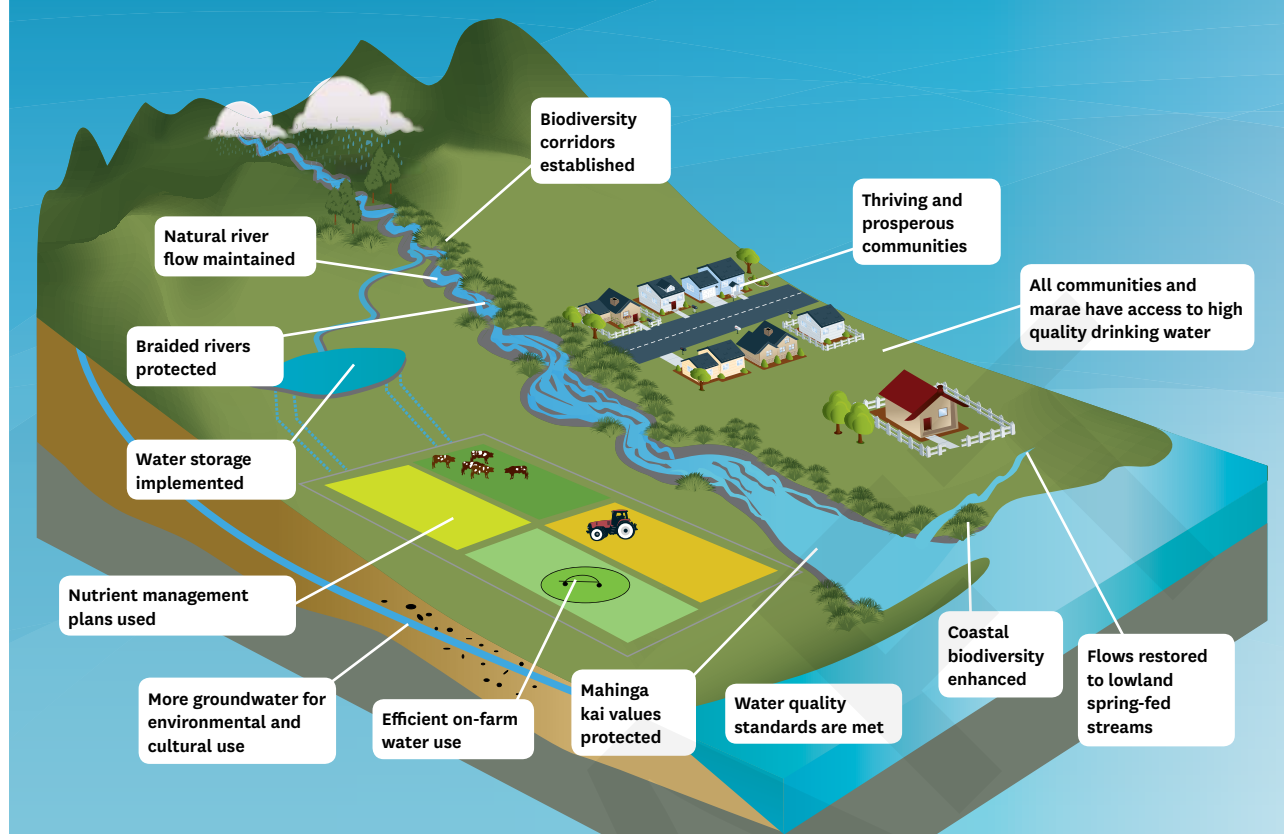 Biodiversity
corridors
established
Thriving and
prosperous
communities
Natural river
flow maintained
All communities and
marae have access to high
quality drinking water
Braided rivers
protected
Water storage
implemented
Nutrient management
plans used
Coastal
biodiversity
enhanced
Flows restored
to lowland
spring-fed
streams
More groundwater for
environmental and
cultural use
Efficient on-farm
water use
Mahinga
kai values
protected
Water quality
standards are met